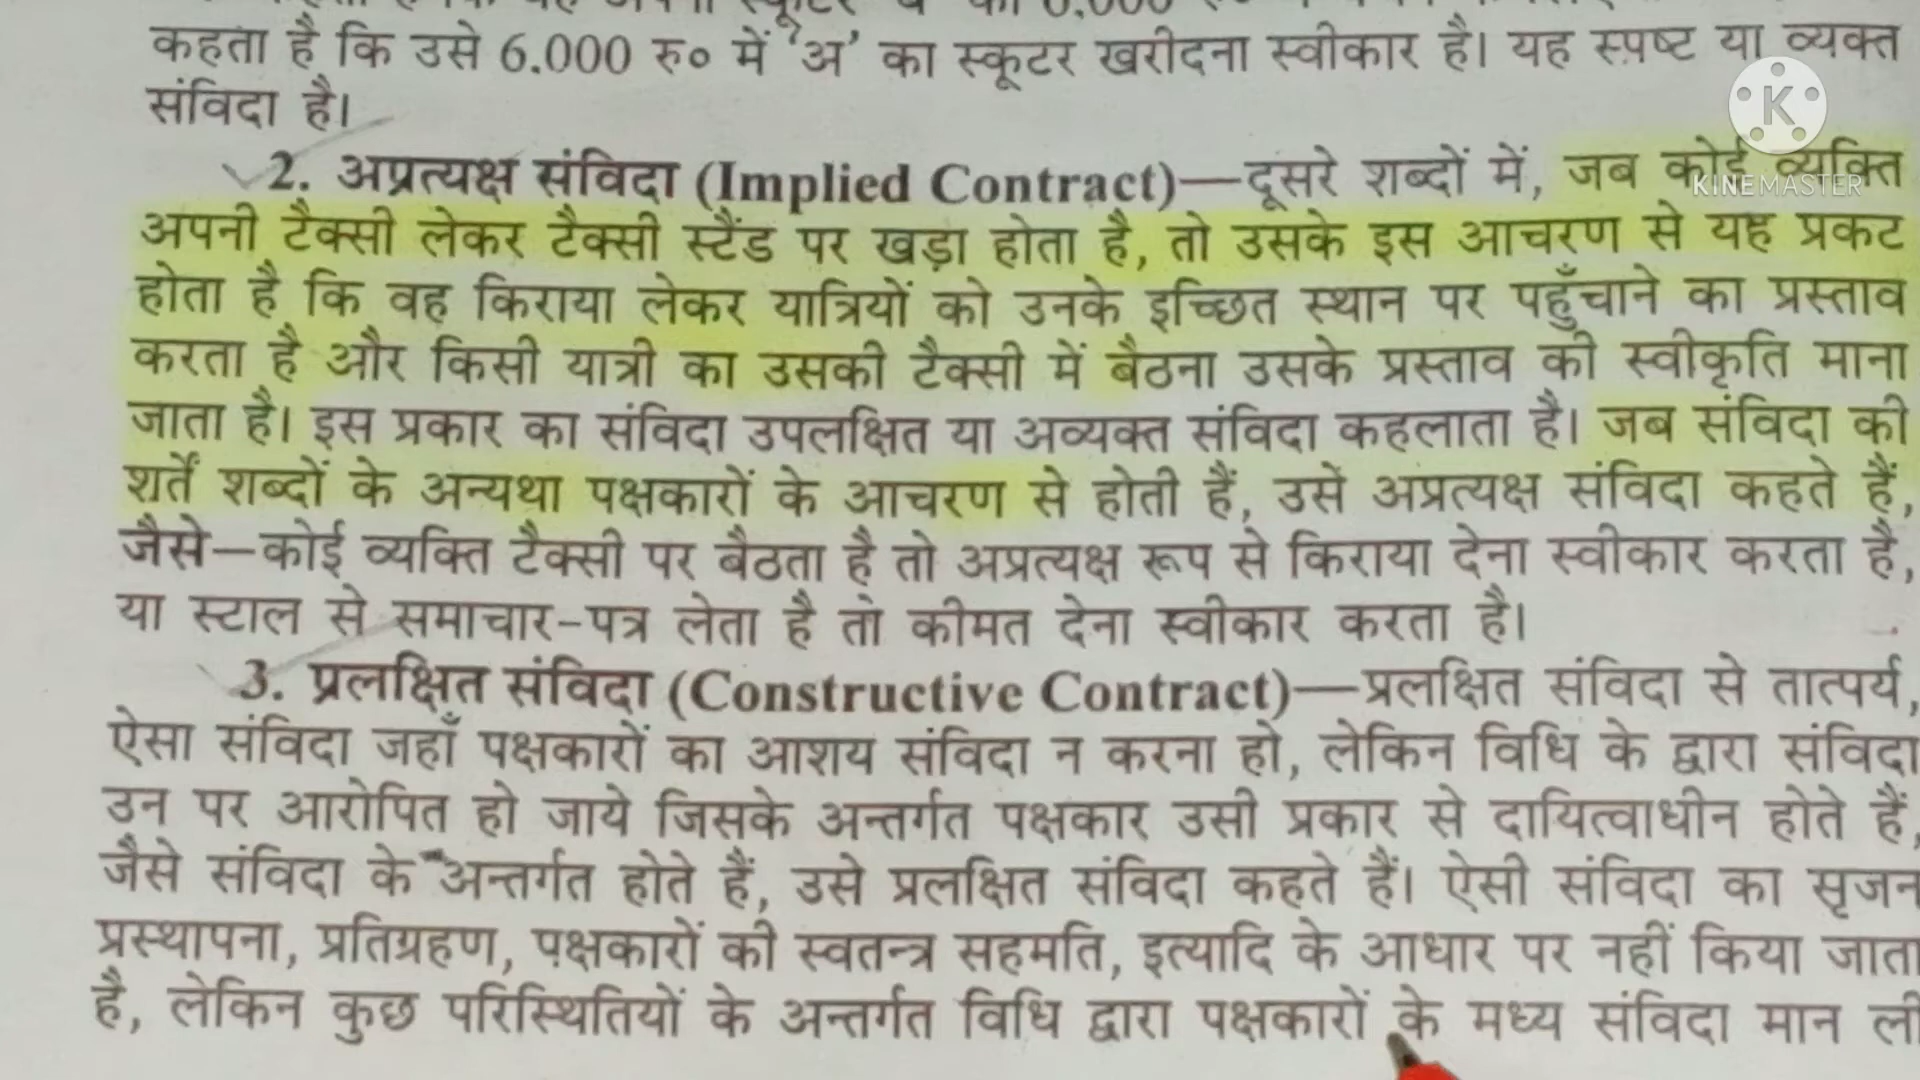 कहता है कि उसे 6.000 रु० में 'अ' का स्कूटर खरीदना स्वीकार है। यह स्पष्ट या व्यक्त
संविदा है।
2. अप्रत्यक्ष संविदा (Implied Contract)—दूसरे शब्दों में, जब कोई व्यक्ति
अपनी टैक्सी लेकर टैक्सी स्टैंड पर खड़ा होता है, तो उसके इस आचरण से यह प्रकट
होता है कि वह किराया लेकर यात्रियों को उनके इच्छित स्थान पर पहुँचाने का प्रस्ताव
करता है और किसी यात्री का उसकी टैक्सी में बैठना उसके प्रस्ताव की स्वीकृति माना
जाता है। इस प्रकार का संविदा उपलक्षित या अव्यक्त संविदा कहलाता है। जब संविदा की
शर्तें शब्दों के अन्यथा पक्षकारों के आचरण से होती हैं, उसे अप्रत्यक्ष संविदा कहते हैं,
जैसे—कोई व्यक्ति टैक्सी पर बैठता है तो अप्रत्यक्ष रूप से किराया देना स्वीकार करता है,
या स्टाल से समाचार-पत्र लेता है तो कीमत देना स्वीकार करता है।
3. प्रलक्षित संविदा (Constructive Contract)—प्रलक्षित संविदा से तात्पर्य,
ऐसा संविदा जहाँ पक्षकारों का आशय संविदा न करना हो, लेकिन विधि के द्वारा संविदा
उन पर आरोपित हो जाये जिसके अन्तर्गत पक्षकार उसी प्रकार से दायित्वाधीन होते हैं,
जैसे संविदा के अन्तर्गत होते हैं, उसे प्रलक्षित संविदा कहते हैं। ऐसी संविदा का सृजन
प्रस्थापना, प्रतिग्रहण, पक्षकारों की स्वतन्त्र सहमति, इत्यादि के आधार पर नहीं किया जाता
है, लेकिन कुछ परिस्थितियों के अन्तर्गत विधि द्वारा पक्षकारों के मध्य संविदा मान ली
K
KINEMASTER